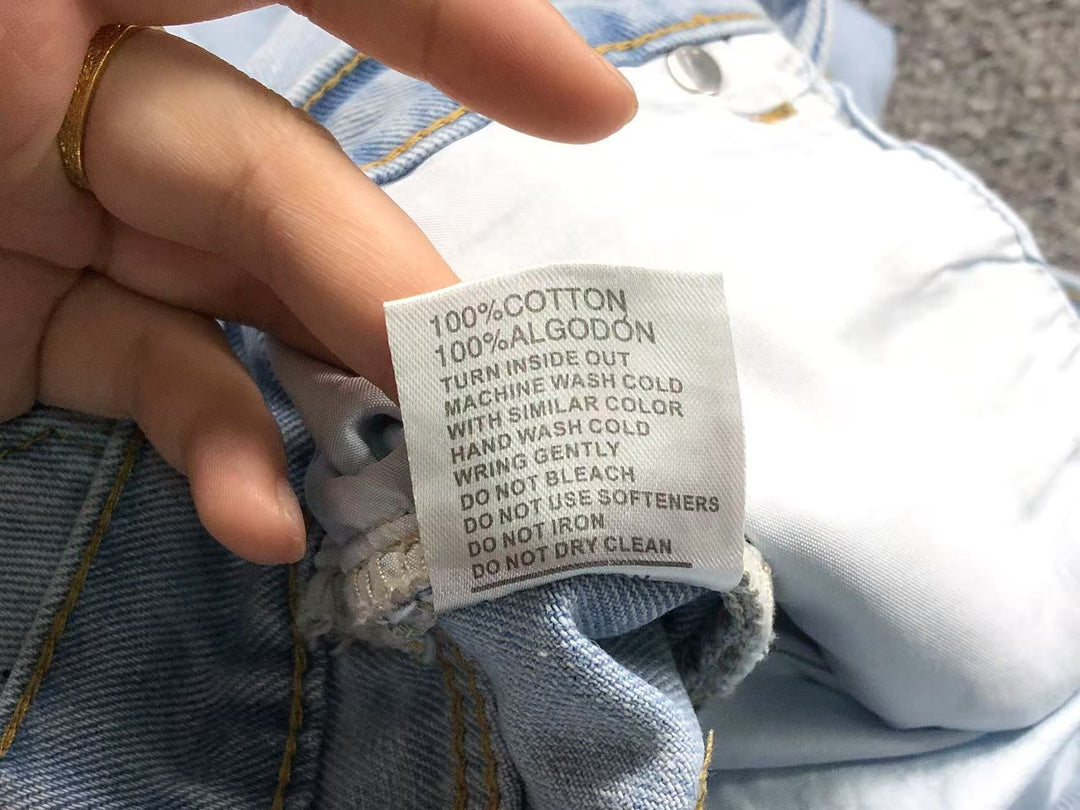 100%COTTON
100%ALGODÓN
TURN INSIDE OUT
MACHINE WASH COLD
WITH SIMILAR COLOR
HAND WASH COLD
WRING GENTLY
DO NOT BLEACH
DO NOT USE SOFTENERS
DO NOT IRON
DO NOT DRY CLEAN